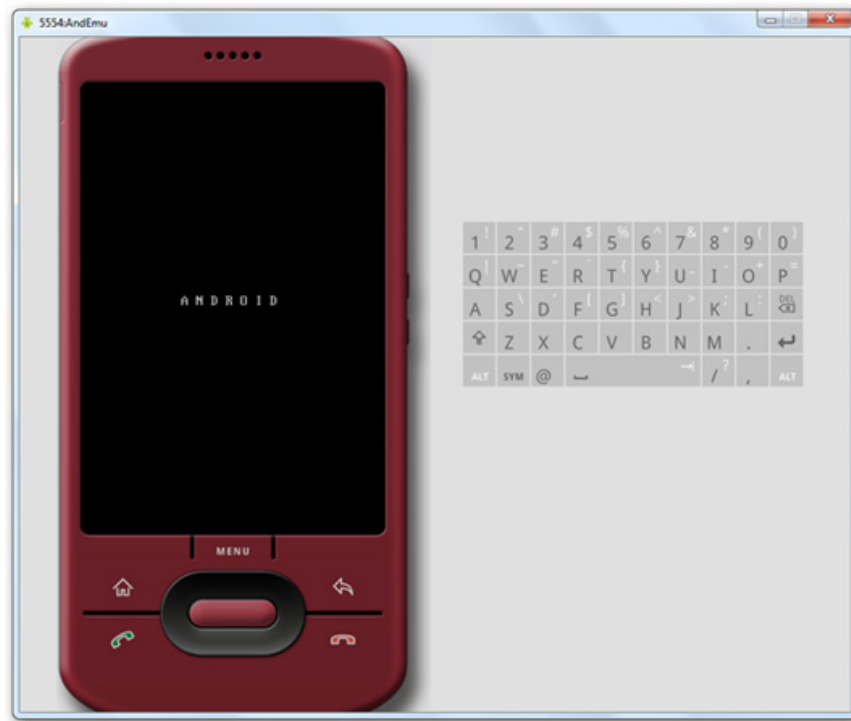 5554:AndEmu
ANDROID
MENU
1 ! 2 " 3 # 4 $ 5 % 6 ^ 7 & 8 * 9 ( 0 )
Q | W ~ E " R ` T { Y } U _ I - O + P =
A S \ D ' F [ G ] H < J > K ; L : DEL
Z X C V B N M .
ALT SYM @ / ? , ALT